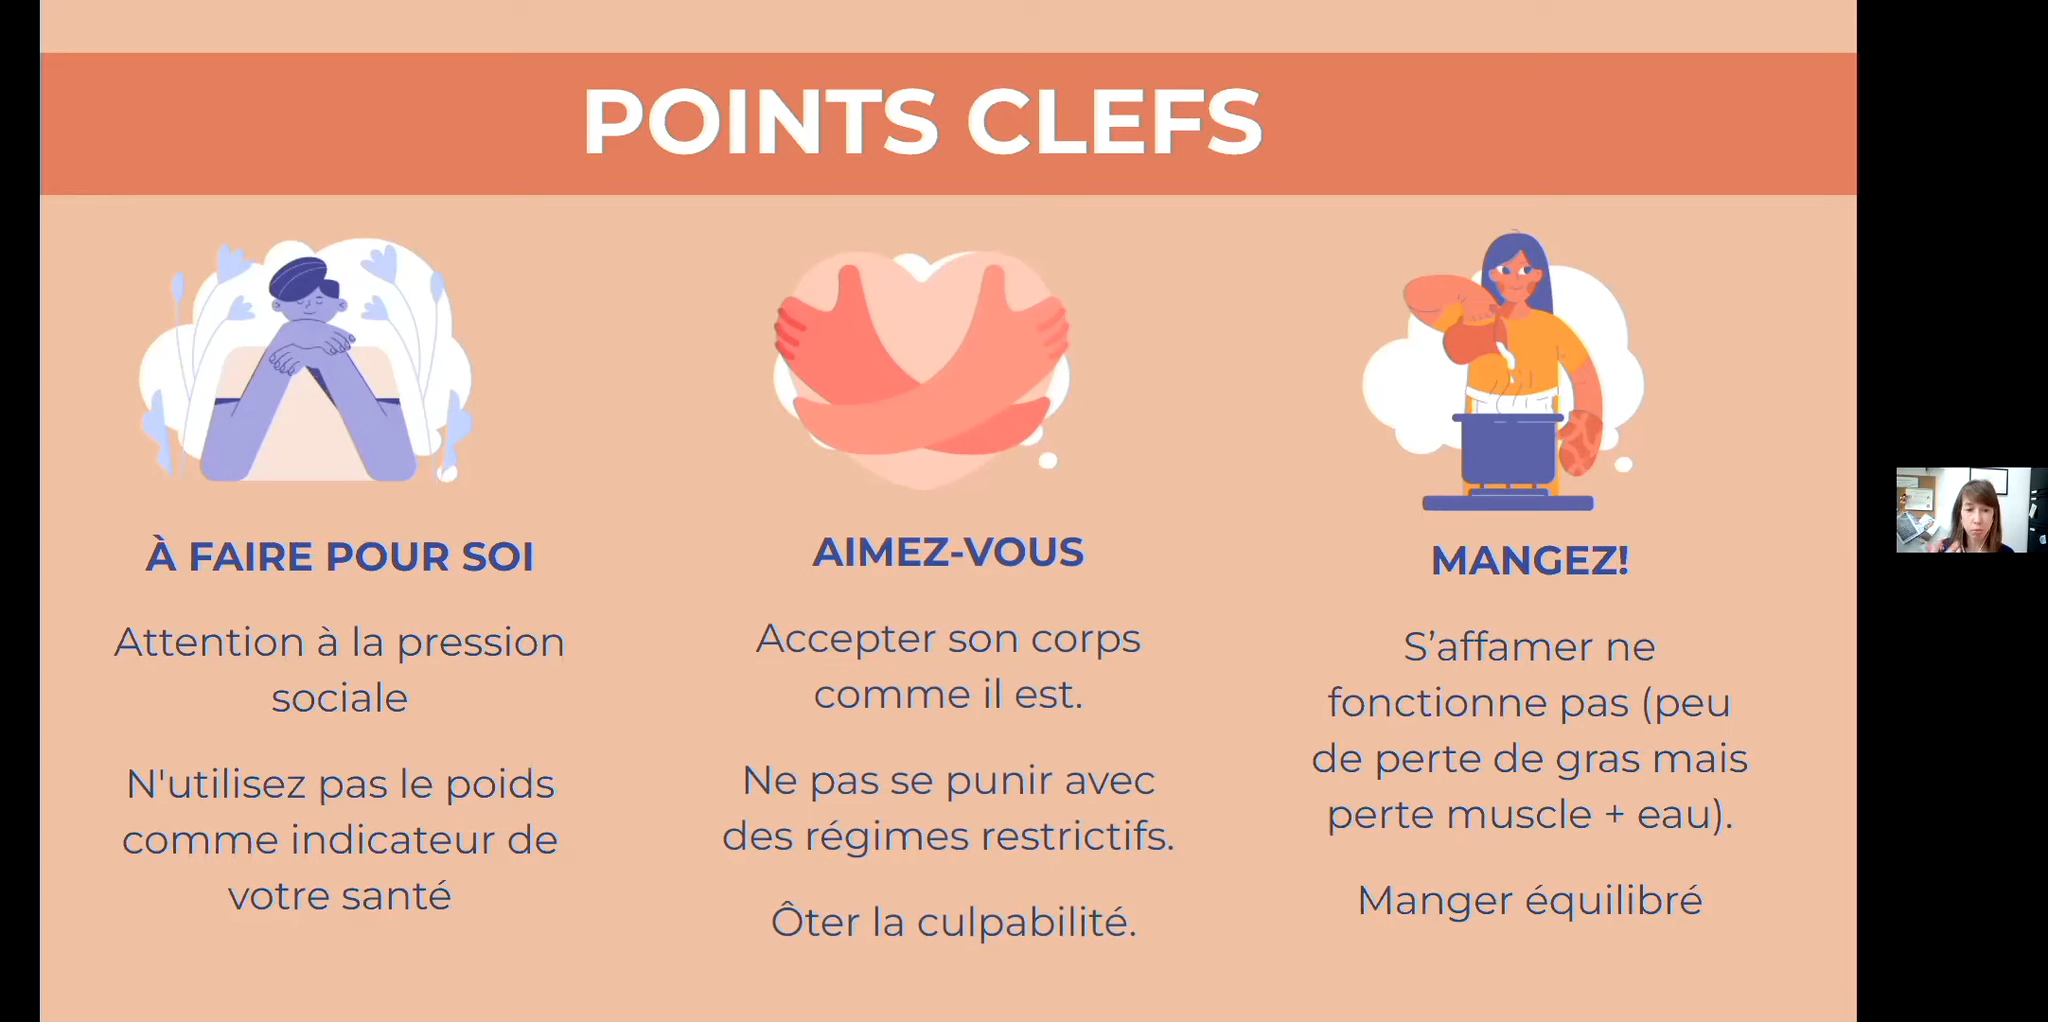 POINTS CLEFS
À FAIRE POUR SOI
Attention à la pression
sociale
N'utilisez pas le poids
comme indicateur de
votre santé
AIMEZ-VOUS
Accepter son corps
comme il est.
Ne pas se punir avec
des régimes restrictifs.
Ôter la culpabilité.
MANGEZ!
S’affamer ne
fonctionne pas (peu
de perte de gras mais
perte muscle + eau).
Manger équilibré